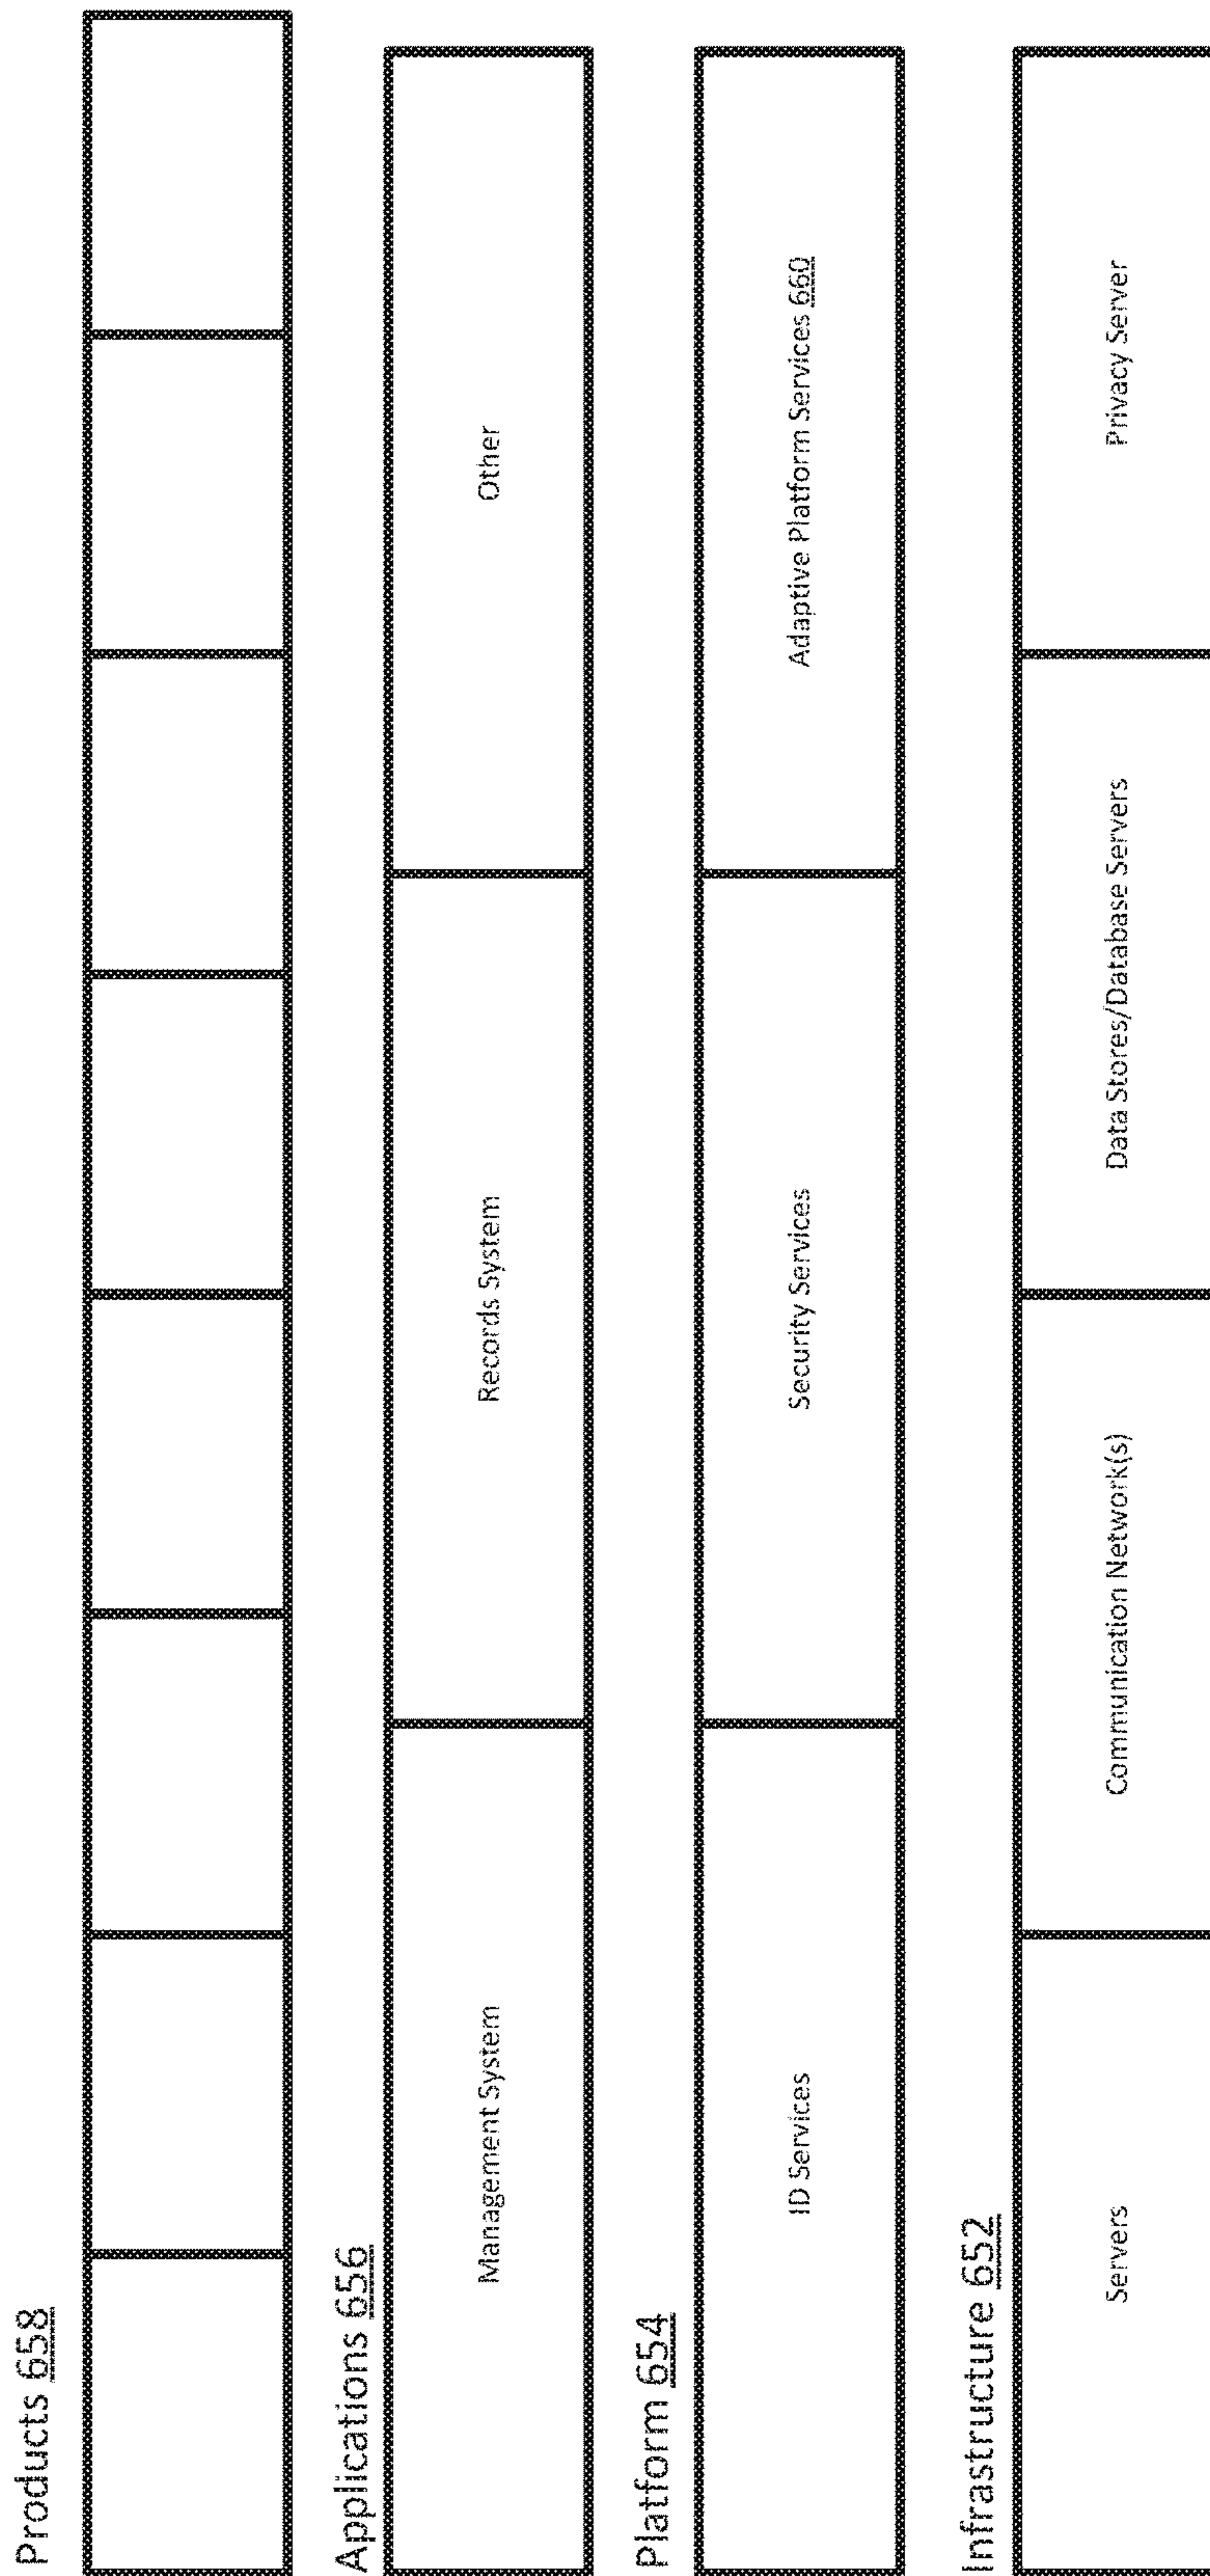 Products 658
Applications 656
Management System
Records System
Other
Platform 654
ID Services
Security Services
Adaptive Platform Services 660
Infrastructure 652
Servers
Communication Network(s)
Data Stores/Database Servers
Privacy Server